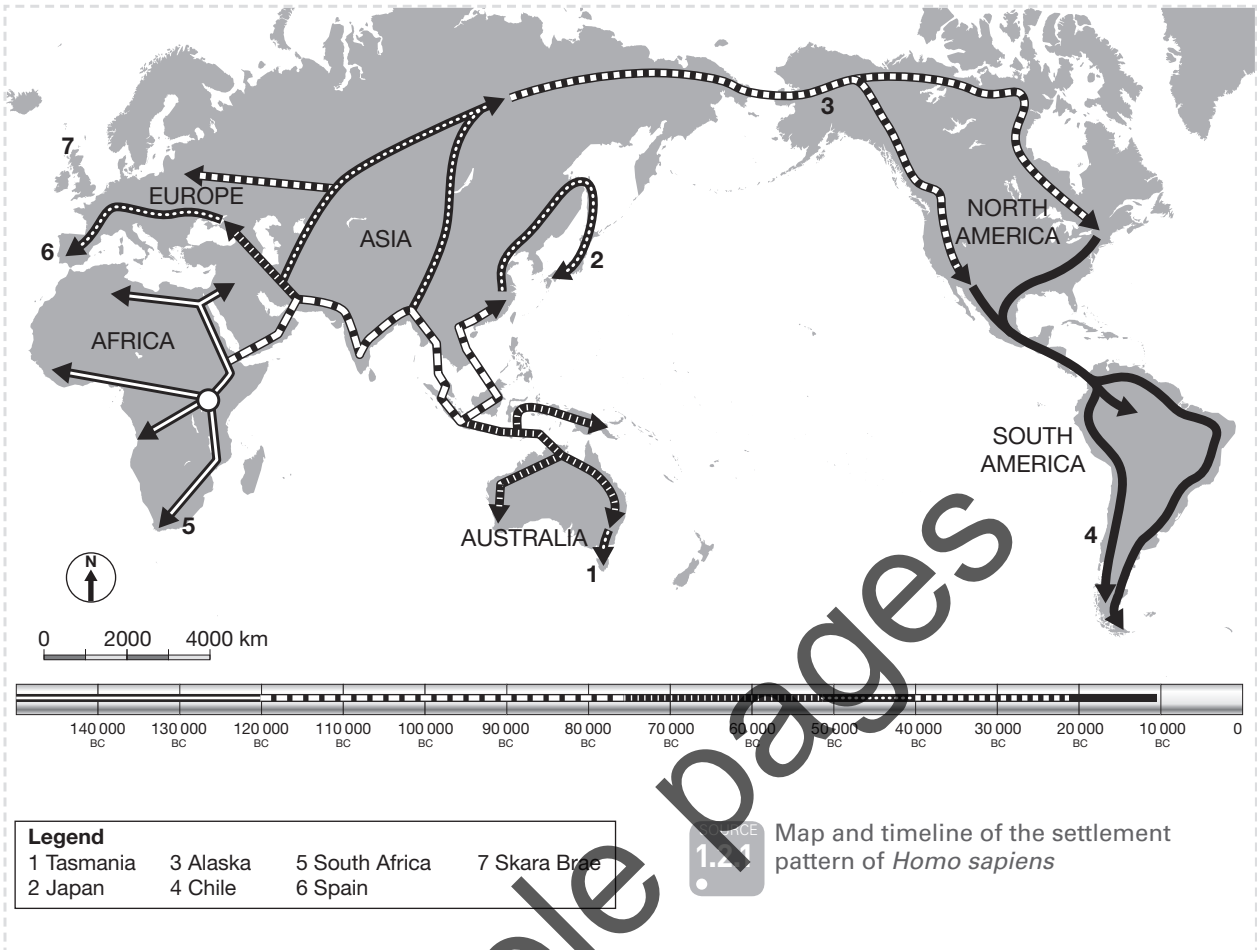 7
3
EUROPE
NORTH
AMERICA
ASIA
6
2
AFRICA
SOUTH
AMERICA
5
AUSTRALIA
4
1
N
0 2000 4000 km
140 000 130 000 120 000 110 000 100 000 90 000 80 000 70 000 60 000 50 000 40 000 30 000 20 000 10 000 0
BC BC BC BC BC BC BC BC BC BC BC BC BC BC
Legend
1 Tasmania 3 Alaska 5 South Africa 7 Skara Brae
2 Japan 4 Chile 6 Spain
SOURCE
1.2.1
Map and timeline of the settlement
pattern of Homo sapiens
ple pages